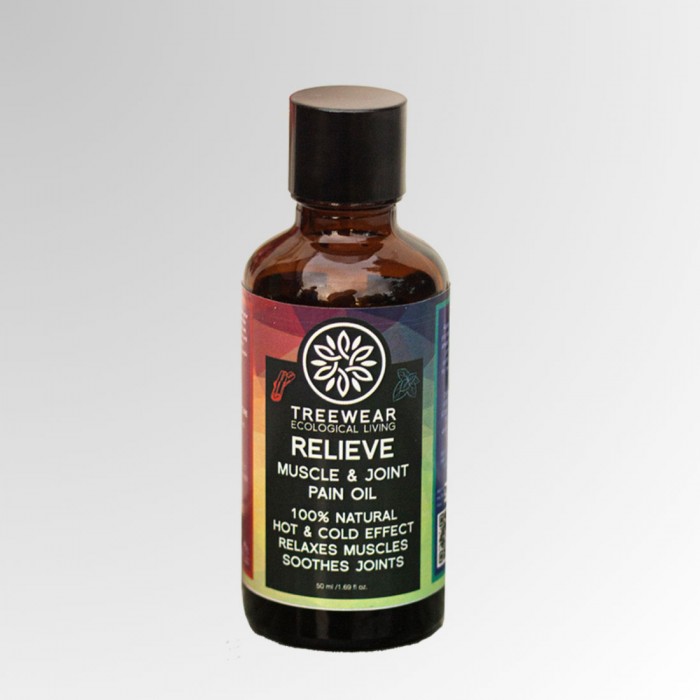 TREEWEAR
ECOLOGICAL LIVING
RELIEVE
MUSCLE & JOINT
PAIN OIL
100% NATURAL
HOT & COLD EFFECT
RELAXES MUSCLES
SOOTHES JOINTS
50 ml /1.69 fl oz.